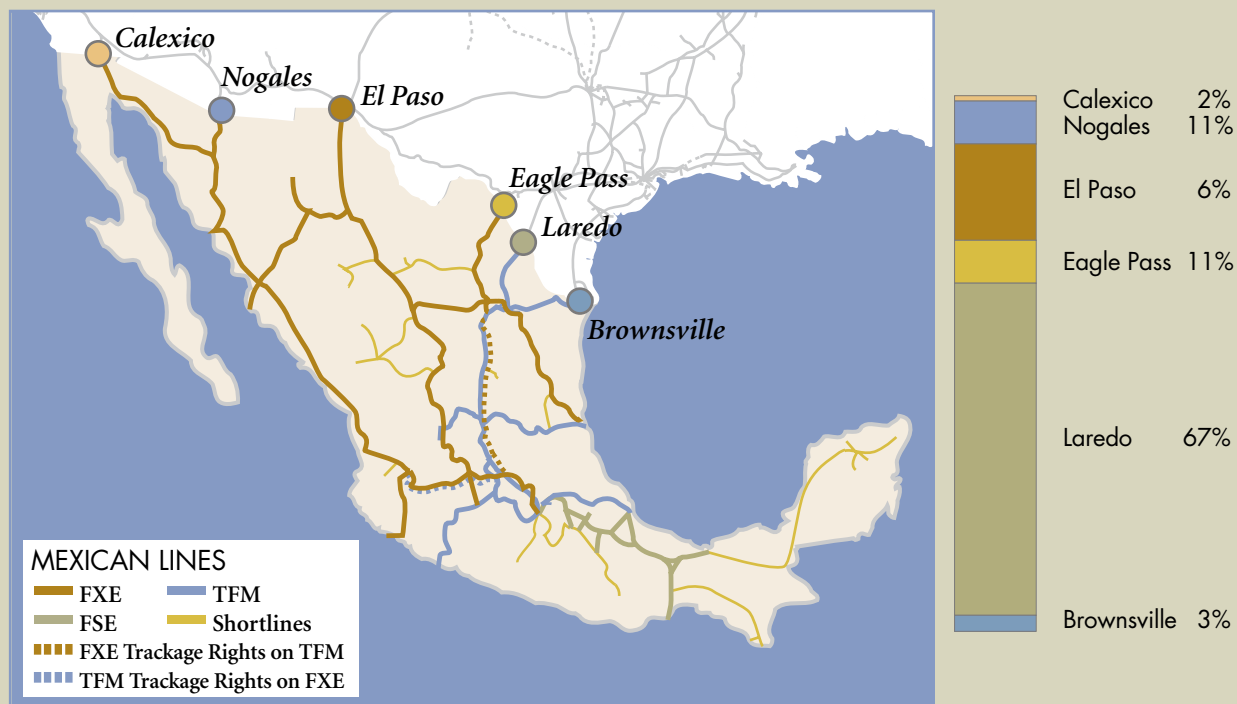 Calexico
Nogales
El Paso
Eagle Pass
Laredo
Brownsville
MEXICAN LINES
FXE
TFM
FSE
Shortlines
FXE Trackage Rights on TFM
TFM Trackage Rights on FXE
Calexico 2%
Nogales 11%
El Paso 6%
Eagle Pass 11%
Laredo 67%
Brownsville 3%